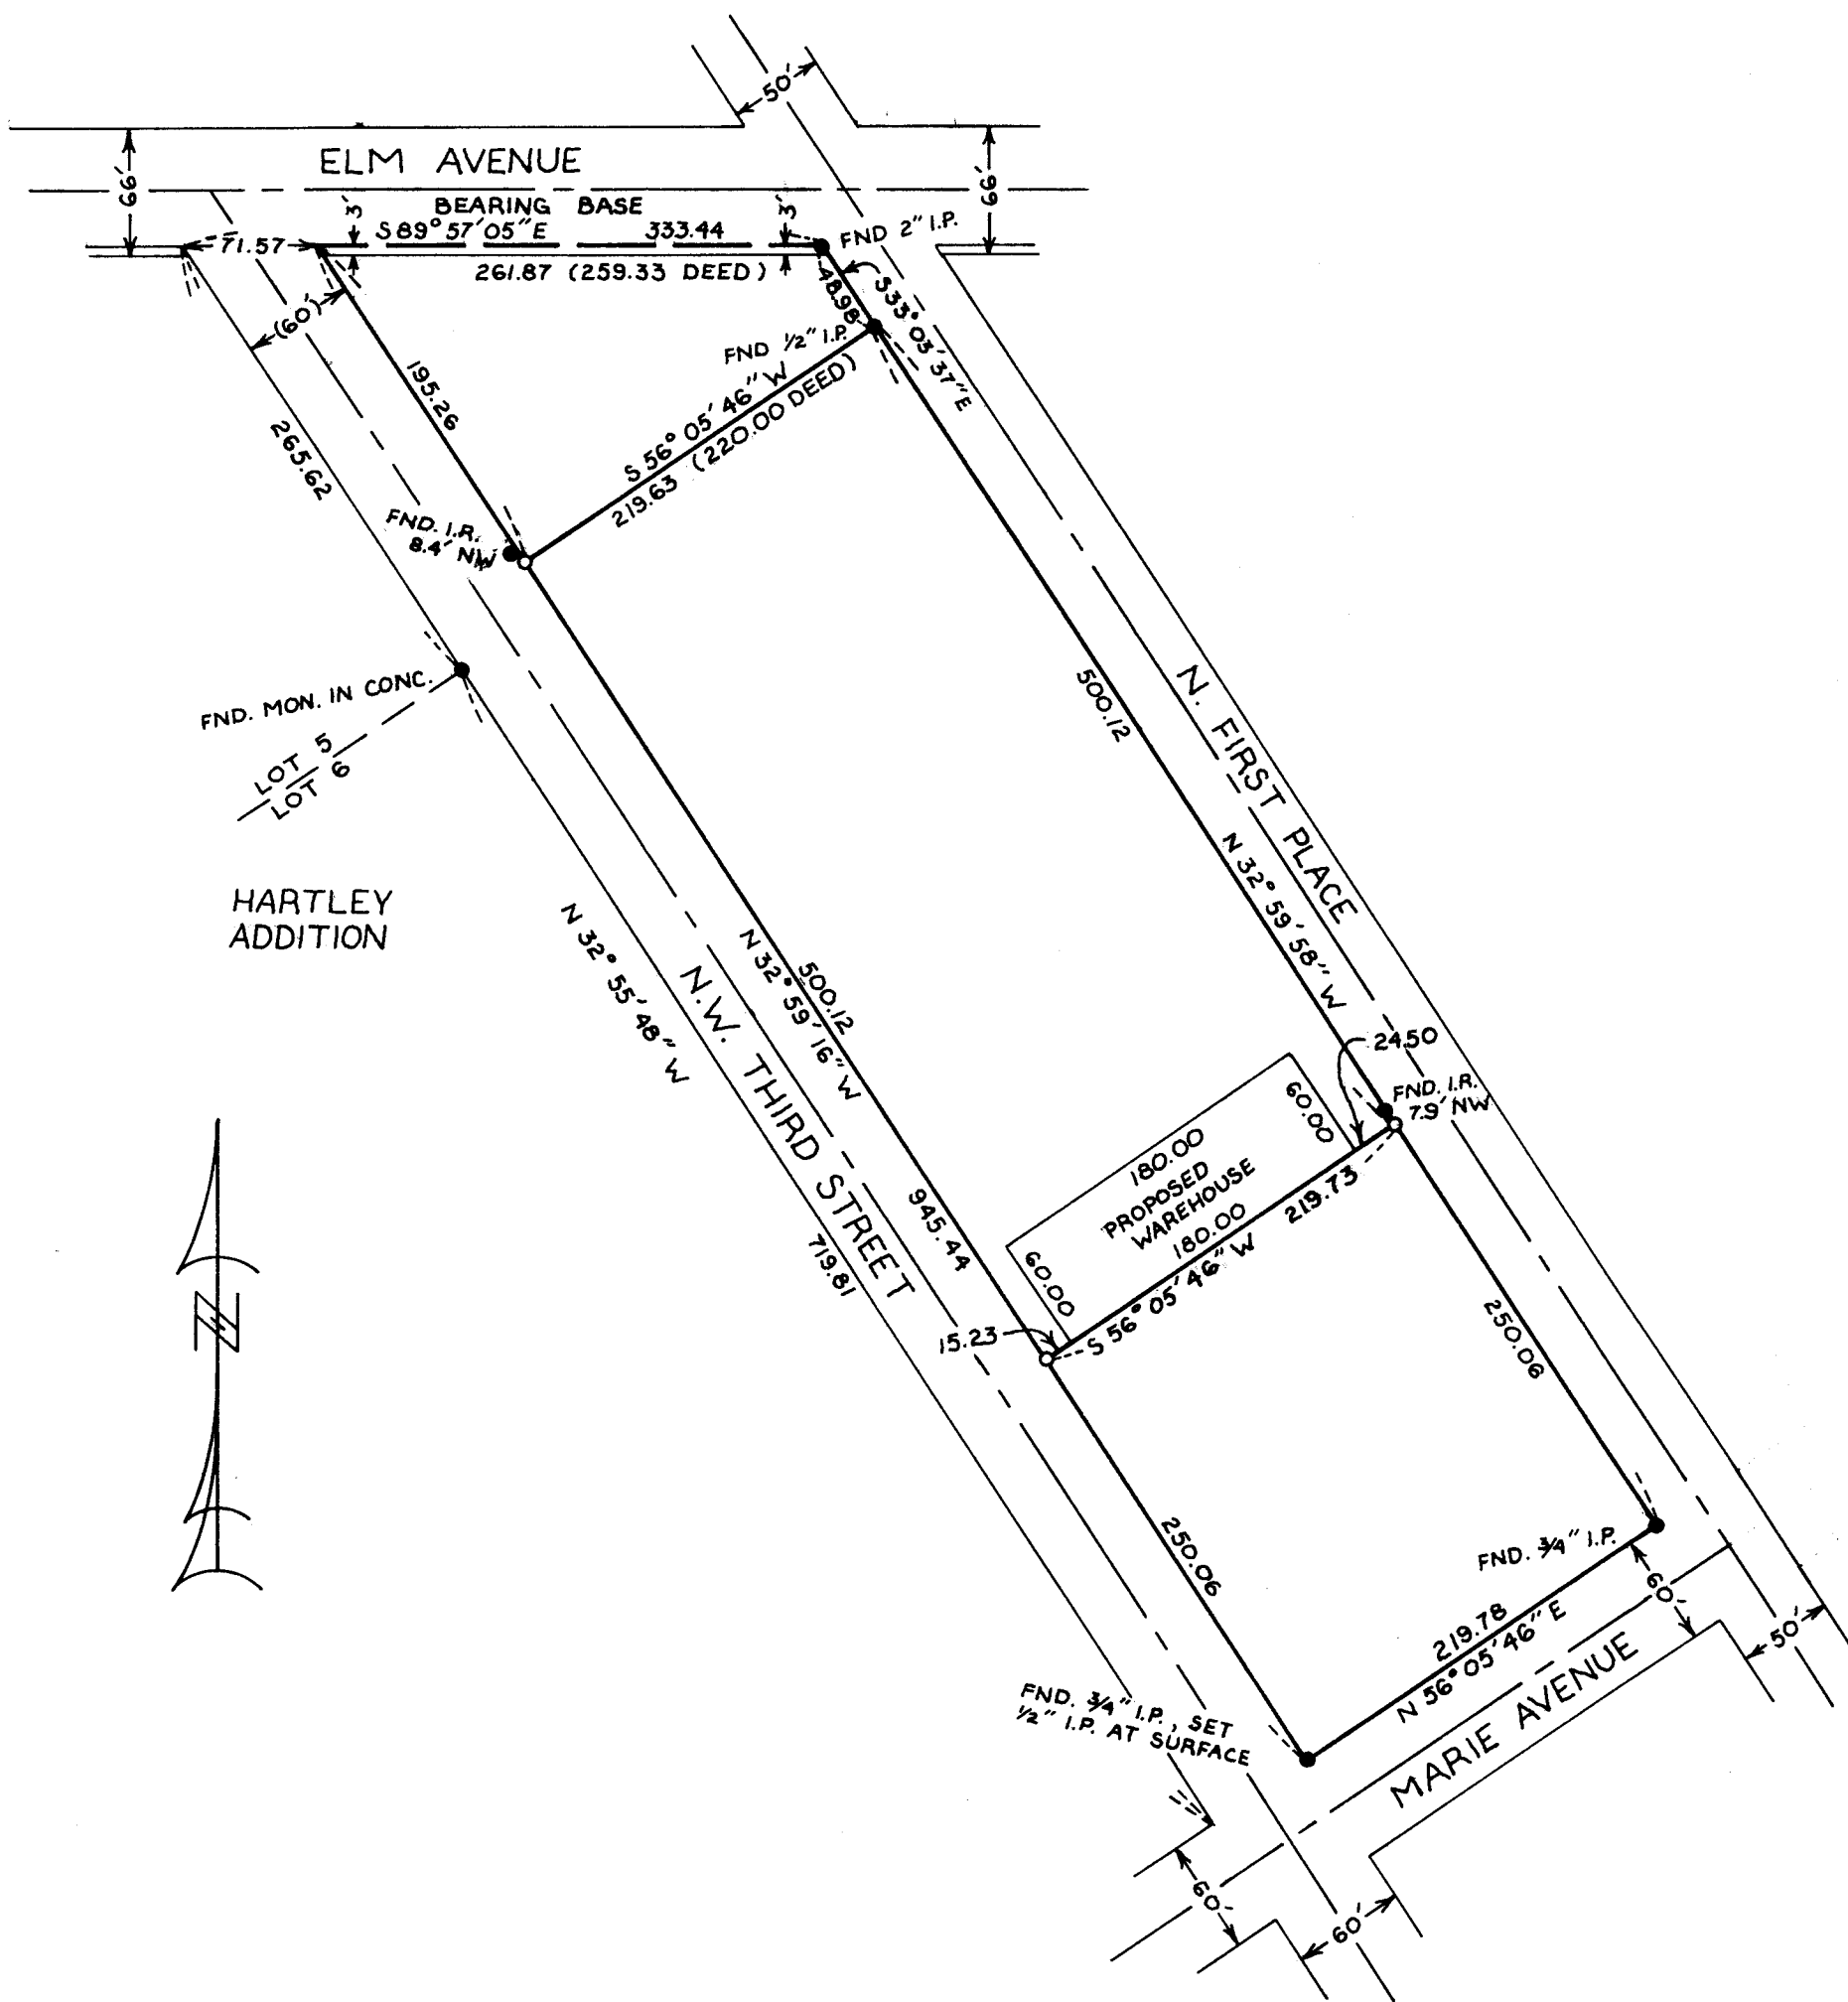 50'
ELM AVENUE
66'
66'
3'
BEARING BASE
3'
S 89° 57' 05" E 333.44
FND 2" I.P.
71.57
261.87 (259.33 DEED)
48.98
S33° 03' 37" E
(60')
FND 1/2" I.P.
195.26
S 56° 05' 46" W
219.63 (220.00 DEED)
265.62
FND. I.R.
8.4' NW
FND. MON. IN CONC.
LOT 5
LOT 6
500.12
N. FIRST PLACE
N 32° 59' 58" W
HARTLEY
ADDITION
N 32° 55' 48" W
719.81
N.W. THIRD STREET
500.12
N 32° 59' 16" W
945.44
24.50
FND. I.R.
7.9' NW
60.00
180.00
PROPOSED
WAREHOUSE
180.00
60.00
219.73
S 56° 05' 46" W
15.23
N
250.06
250.06
FND. 3/4" I.P.
60'
219.78
N 56° 05' 46" E
50'
MARIE AVENUE
FND. 3/4" I.P., SET
1/2" I.P. AT SURFACE
60'
60'